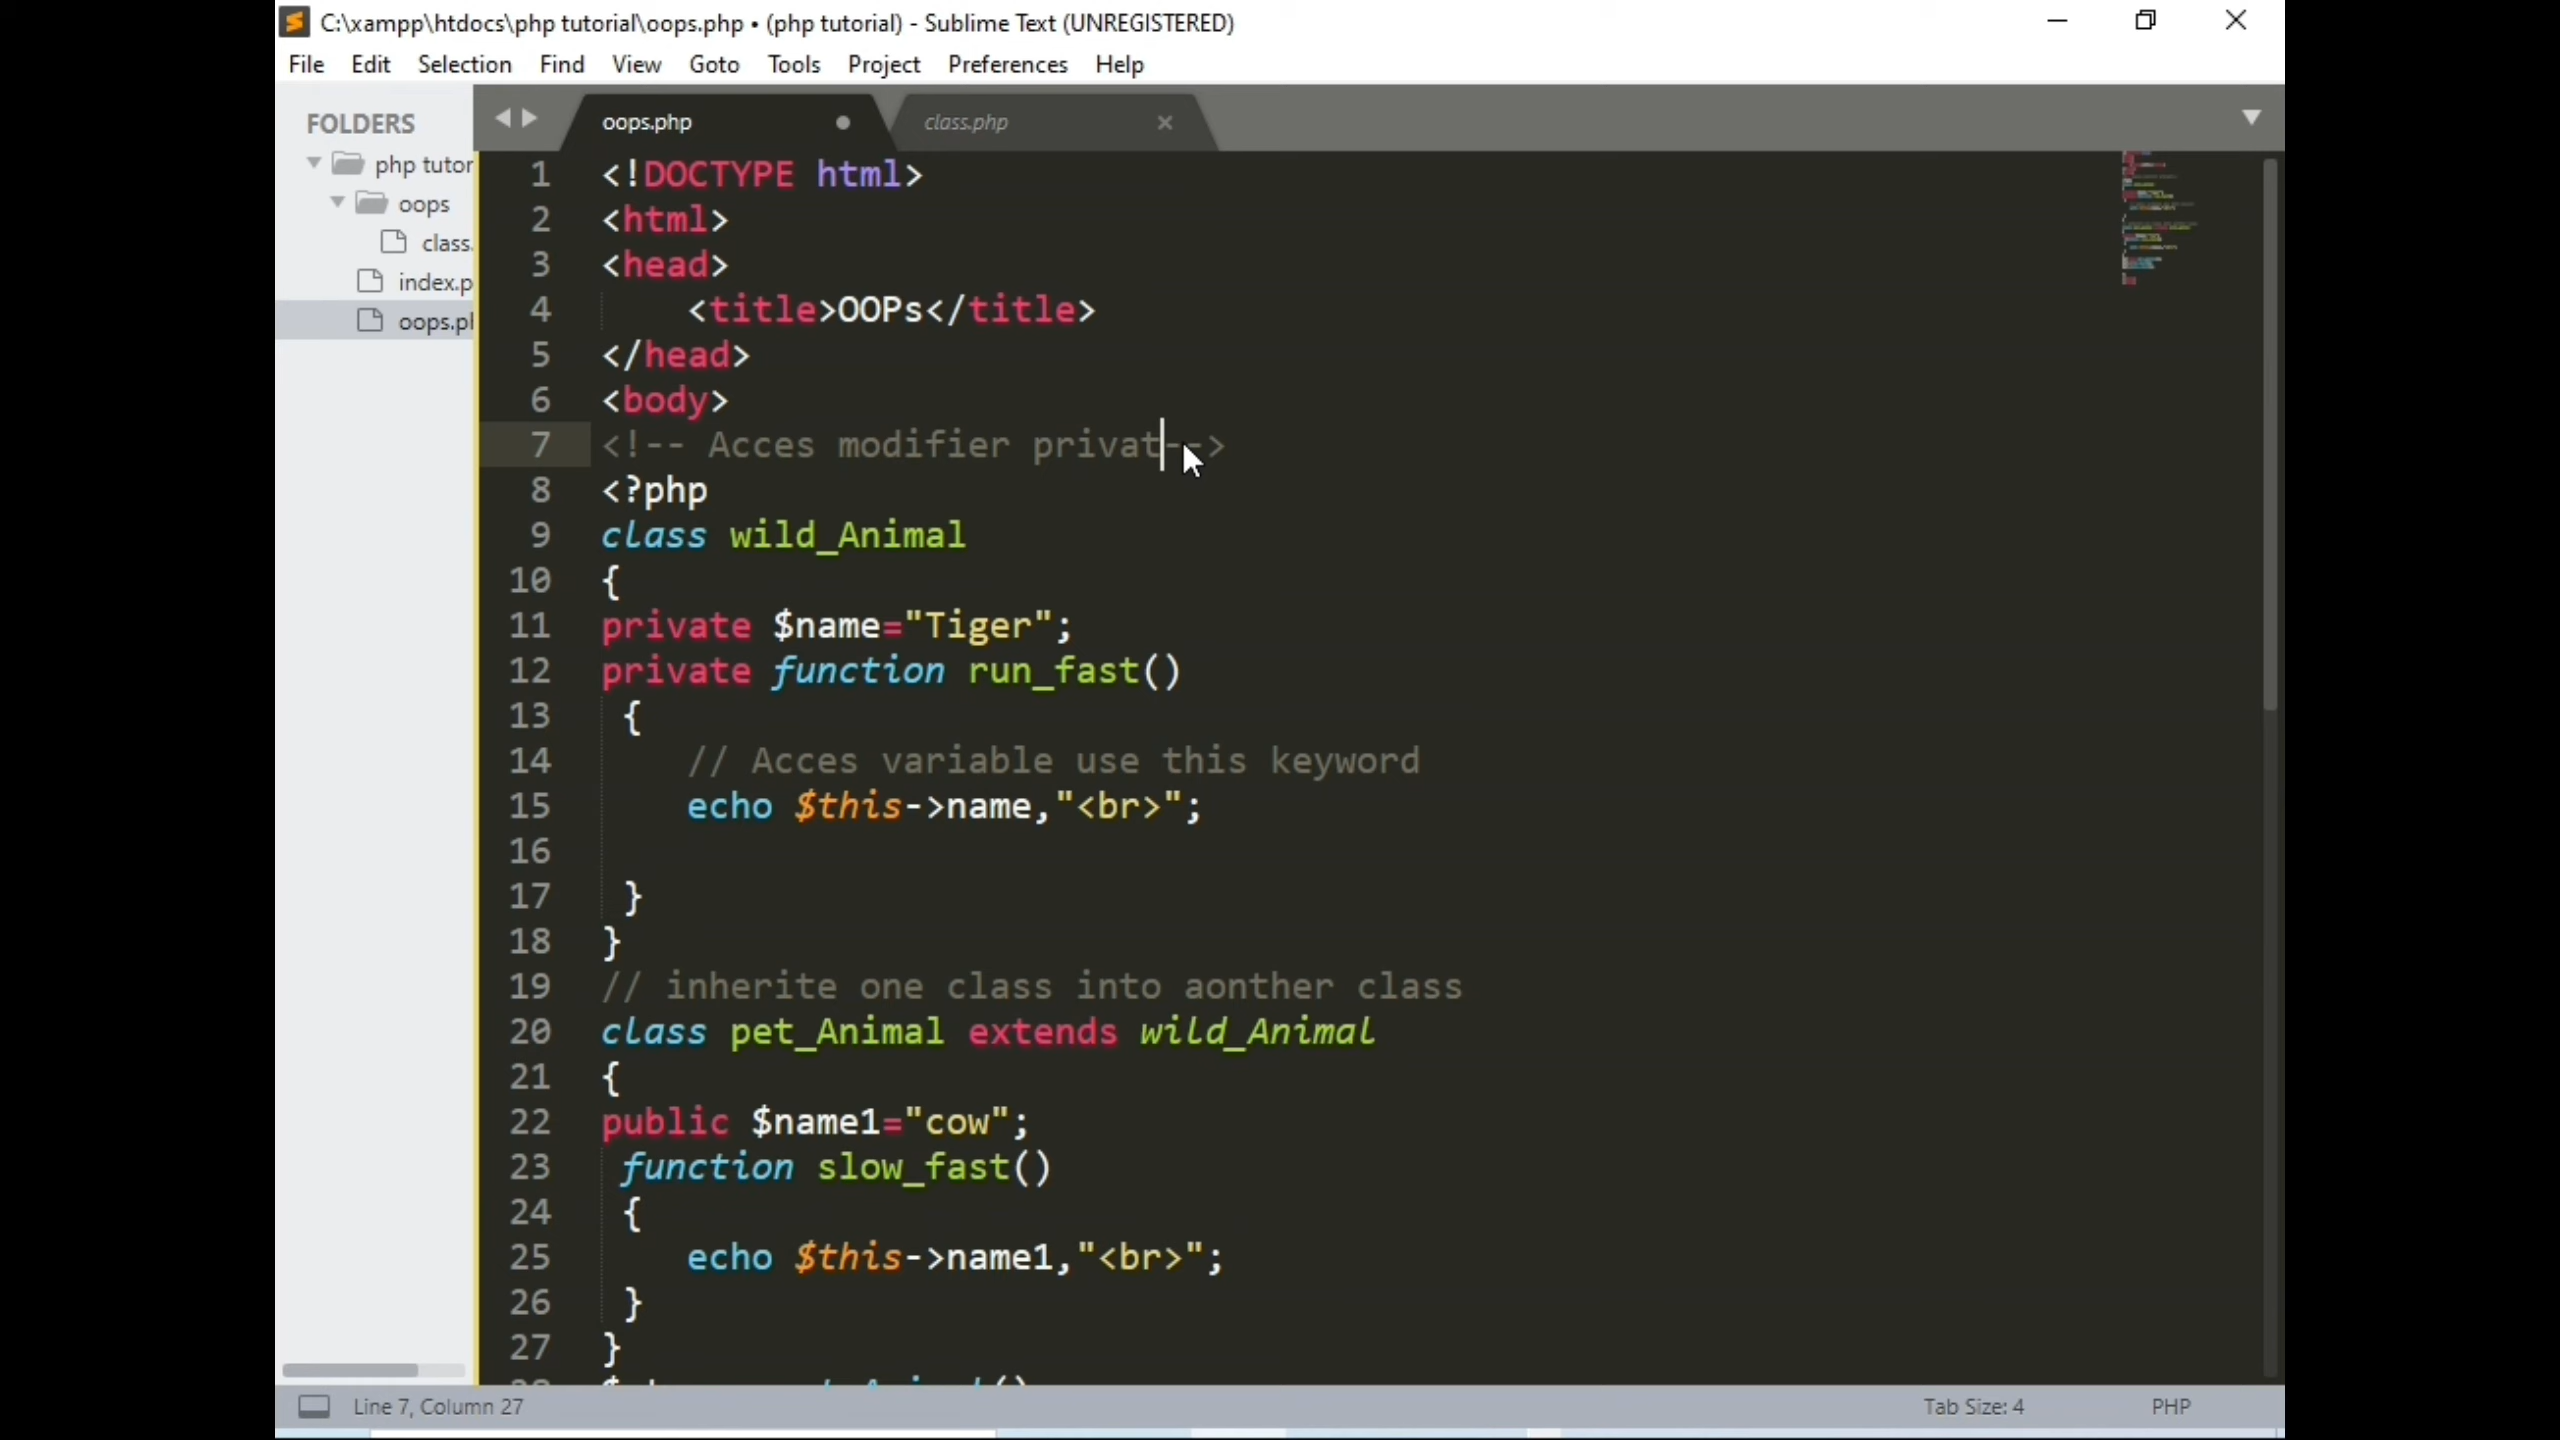 C:\xampp\htdocs\php tutorial\oops.php • (php tutorial) - Sublime Text (UNREGISTERED)
File Edit Selection Find View Goto Tools Project Preferences Help
FOLDERS
php tutor
oops
class.
index.p
oops.ph
oops.php
class.php
1 <!DOCTYPE html>
2 <html>
3 <head>
4 <title>OOPs</title>
5 </head>
6 <body>
7 <!-- Acces modifier privat-->
8 <?php
9 class wild_Animal
10 {
11 private $name="Tiger";
12 private function run_fast()
13 {
14 // Acces variable use this keyword
15 echo $this->name,"<br>";
16
17 }
18 }
19 // inherite one class into aonther class
20 class pet_Animal extends wild_Animal
21 {
22 public $name1="cow";
23 function slow_fast()
24 {
25 echo $this->name1,"<br>";
26 }
27 }
Line 7, Column 27
Tab Size: 4
PHP